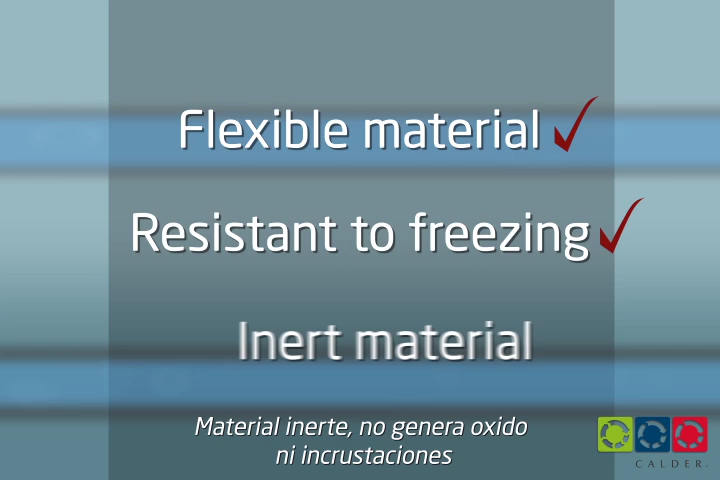 Flexible material
Resistant to freezing
Inert material
Material inerte, no genera oxido
ni incrustaciones
CALDER.